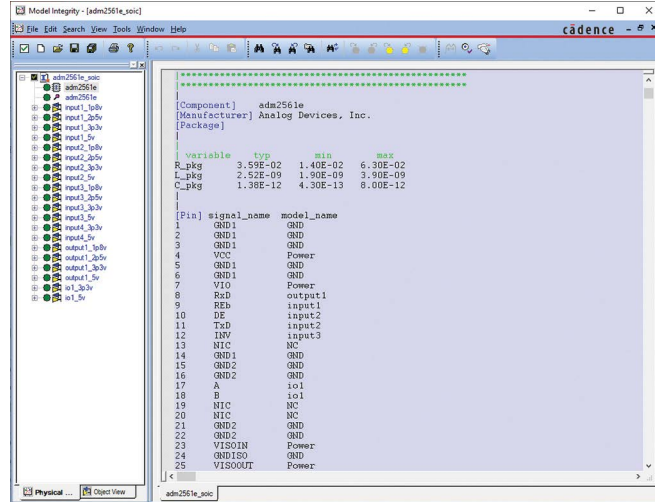 Model Integrity - [adm2561e_soic]
File Edit Search View Tools Window Help
cādence
adm2561e_soic
adm2561e
adm2561e
input1_1p8v
input1_2p5v
input1_3p3v
input1_5v
input2_1p8v
input2_2p5v
input2_3p3v
input2_5v
input3_1p8v
input3_2p5v
input3_3p3v
input3_5v
input4_3p3v
input4_5v
output1_1p8v
output1_2p5v
output1_3p3v
output1_5v
io1_3p3v
io1_5v
Physical ... Object View
|****************************************************
|****************************************************
|
[Component] adm2561e
[Manufacturer] Analog Devices, Inc.
[Package]
|
| variable typ min max
R_pkg 3.59E-02 1.40E-02 6.30E-02
L_pkg 2.52E-09 1.90E-09 3.90E-09
C_pkg 1.38E-12 4.30E-13 8.00E-12
|
|
[Pin] signal_name model_name
1 GND1 GND
2 GND1 GND
3 GND1 GND
4 VCC Power
5 GND1 GND
6 GND1 GND
7 VIO Power
8 RxD output1
9 REb input1
10 DE input2
11 TxD input2
12 INV input3
13 NIC NC
14 GND1 GND
15 GND2 GND
16 GND2 GND
17 A io1
18 B io1
19 NIC NC
20 NIC NC
21 GND2 GND
22 GND2 GND
23 VISOIN Power
24 GNDISO GND
25 VISOOUT Power
adm2561e_soic